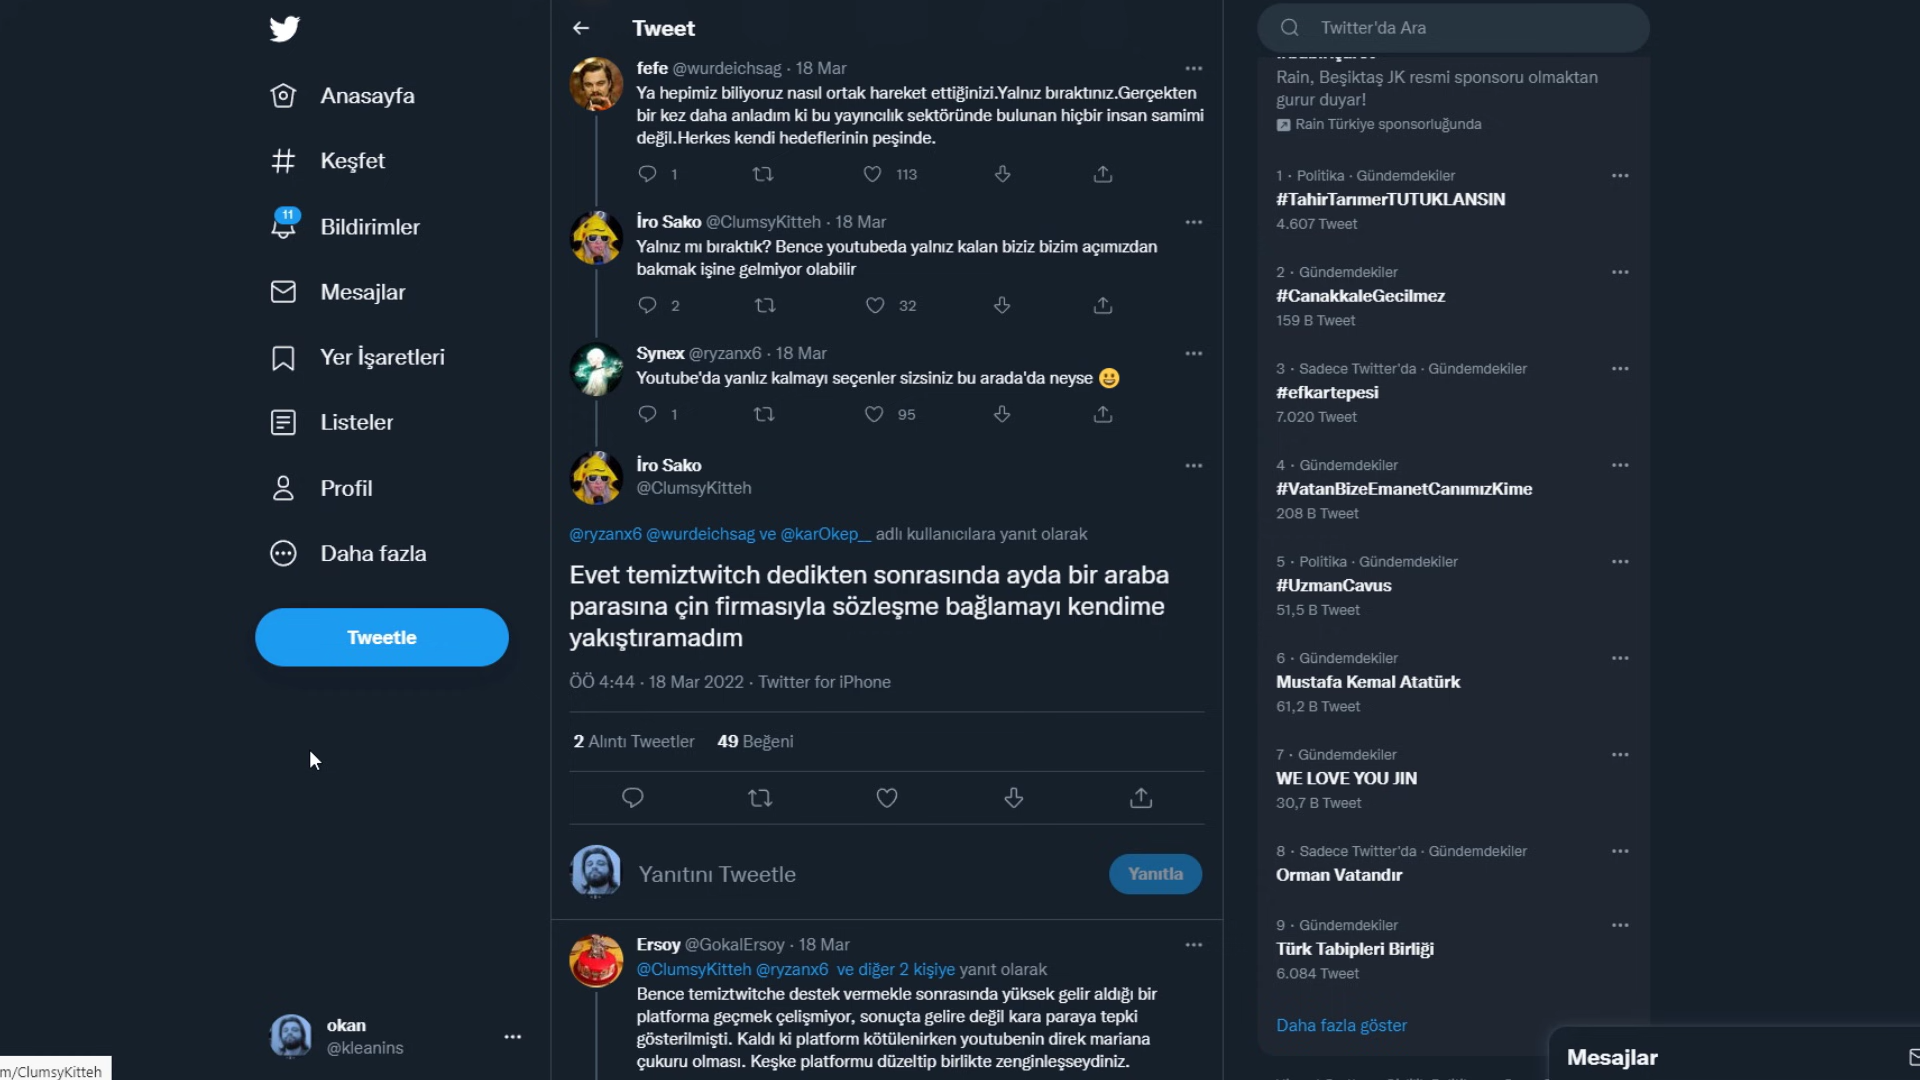 Anasayfa
Keşfet
11
Bildirimler
Mesajlar
Yer İşaretleri
Listeler
Profil
Daha fazla
Tweetle
okan
@kleanins
m/ClumsyKitteh
Tweet
fefe @wurdeichsag · 18 Mar
Ya hepimiz biliyoruz nasıl ortak hareket ettiğinizi.Yalnız bıraktınız.Gerçekten
bir kez daha anladım ki bu yayıncılık sektöründe bulunan hiçbir insan samimi
değil.Herkes kendi hedeflerinin peşinde.
1 113
İro Sako @ClumsyKitteh · 18 Mar
Yalnız mı bıraktık? Bence youtubeda yalnız kalan biziz bizim açımızdan
bakmak işine gelmiyor olabilir
2 32
Synex @ryzanx6 · 18 Mar
Youtube'da yanlız kalmayı seçenler sizsiniz bu arada'da neyse 😀
1 95
İro Sako
@ClumsyKitteh
@ryzanx6 @wurdeichsag ve @karOkep__ adlı kullanıcılara yanıt olarak
Evet temiztwitch dedikten sonrasında ayda bir araba
parasına çin firmasıyla sözleşme bağlamayı kendime
yakıştıramadım
ÖÖ 4:44 · 18 Mar 2022 · Twitter for iPhone
2 Alıntı Tweetler 49 Beğeni
Yanıtını Tweetle
Yanıtla
Ersoy @GokalErsoy · 18 Mar
@ClumsyKitteh @ryzanx6 ve diğer 2 kişiye yanıt olarak
Bence temiztwitche destek vermekle sonrasında yüksek gelir aldığı bir
platforma geçmek çelişmiyor, sonuçta gelire değil kara paraya tepki
gösterilmişti. Kaldı ki platform kötülenirken youtubenin direk mariana
çukuru olması. Keşke platformu düzeltip birlikte zenginleşseydiniz.
Twitter'da Ara
Rain, Beşiktaş JK resmi sponsoru olmaktan
gurur duyar!
Rain Türkiye sponsorluğunda
1 · Politika · Gündemdekiler
#TahirTarımerTUTUKLANSIN
4.607 Tweet
2 · Gündemdekiler
#CanakkaleGecilmez
159 B Tweet
3 · Sadece Twitter'da · Gündemdekiler
#efkartepesi
7.020 Tweet
4 · Gündemdekiler
#VatanBizeEmanetCanımızKime
208 B Tweet
5 · Politika · Gündemdekiler
#UzmanCavus
51,5 B Tweet
6 · Gündemdekiler
Mustafa Kemal Atatürk
61,2 B Tweet
7 · Gündemdekiler
WE LOVE YOU JIN
30,7 B Tweet
8 · Sadece Twitter'da · Gündemdekiler
Orman Vatandır
9 · Gündemdekiler
Türk Tabipleri Birliği
6.084 Tweet
Daha fazla göster
Mesajlar